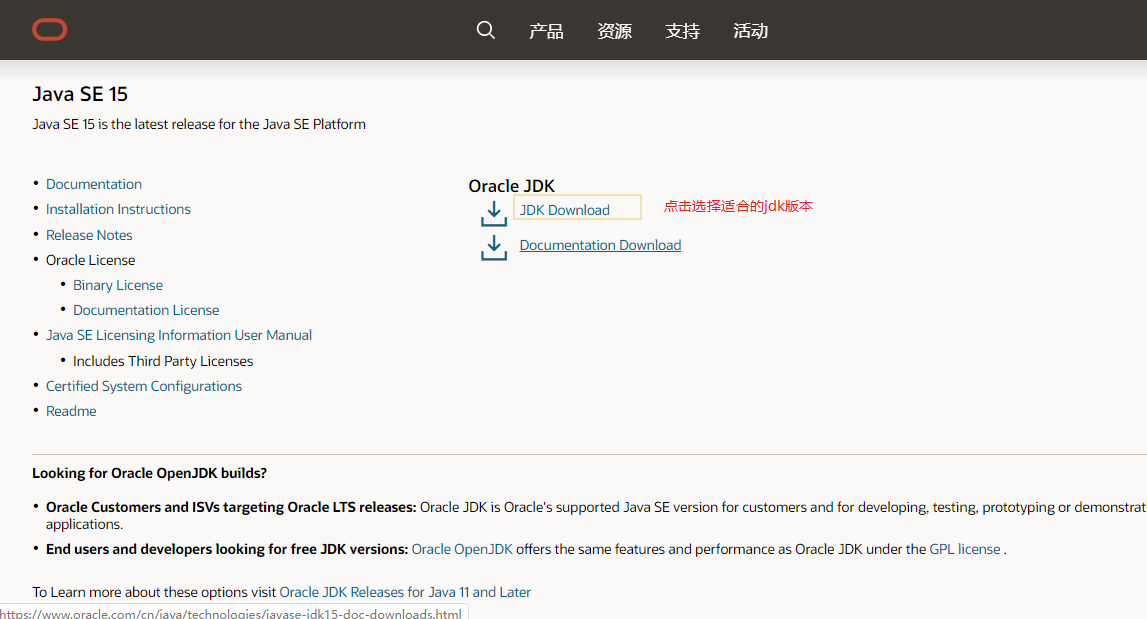 产品 资源 支持 活动
Java SE 15
Java SE 15 is the latest release for the Java SE Platform
Documentation
Installation Instructions
Release Notes
Oracle License
Binary License
Documentation License
Java SE Licensing Information User Manual
Includes Third Party Licenses
Certified System Configurations
Readme
Oracle JDK
JDK Download 点击选择适合的jdk版本
Documentation Download
Looking for Oracle OpenJDK builds?
Oracle Customers and ISVs targeting Oracle LTS releases: Oracle JDK is Oracle's supported Java SE version for customers and for developing, testing, prototyping or demonstrat
applications.
End users and developers looking for free JDK versions: Oracle OpenJDK offers the same features and performance as Oracle JDK under the GPL license .
To Learn more about these options visit Oracle JDK Releases for Java 11 and Later
https://www.oracle.com/cn/java/technologies/javase-jdk15-doc-downloads.html